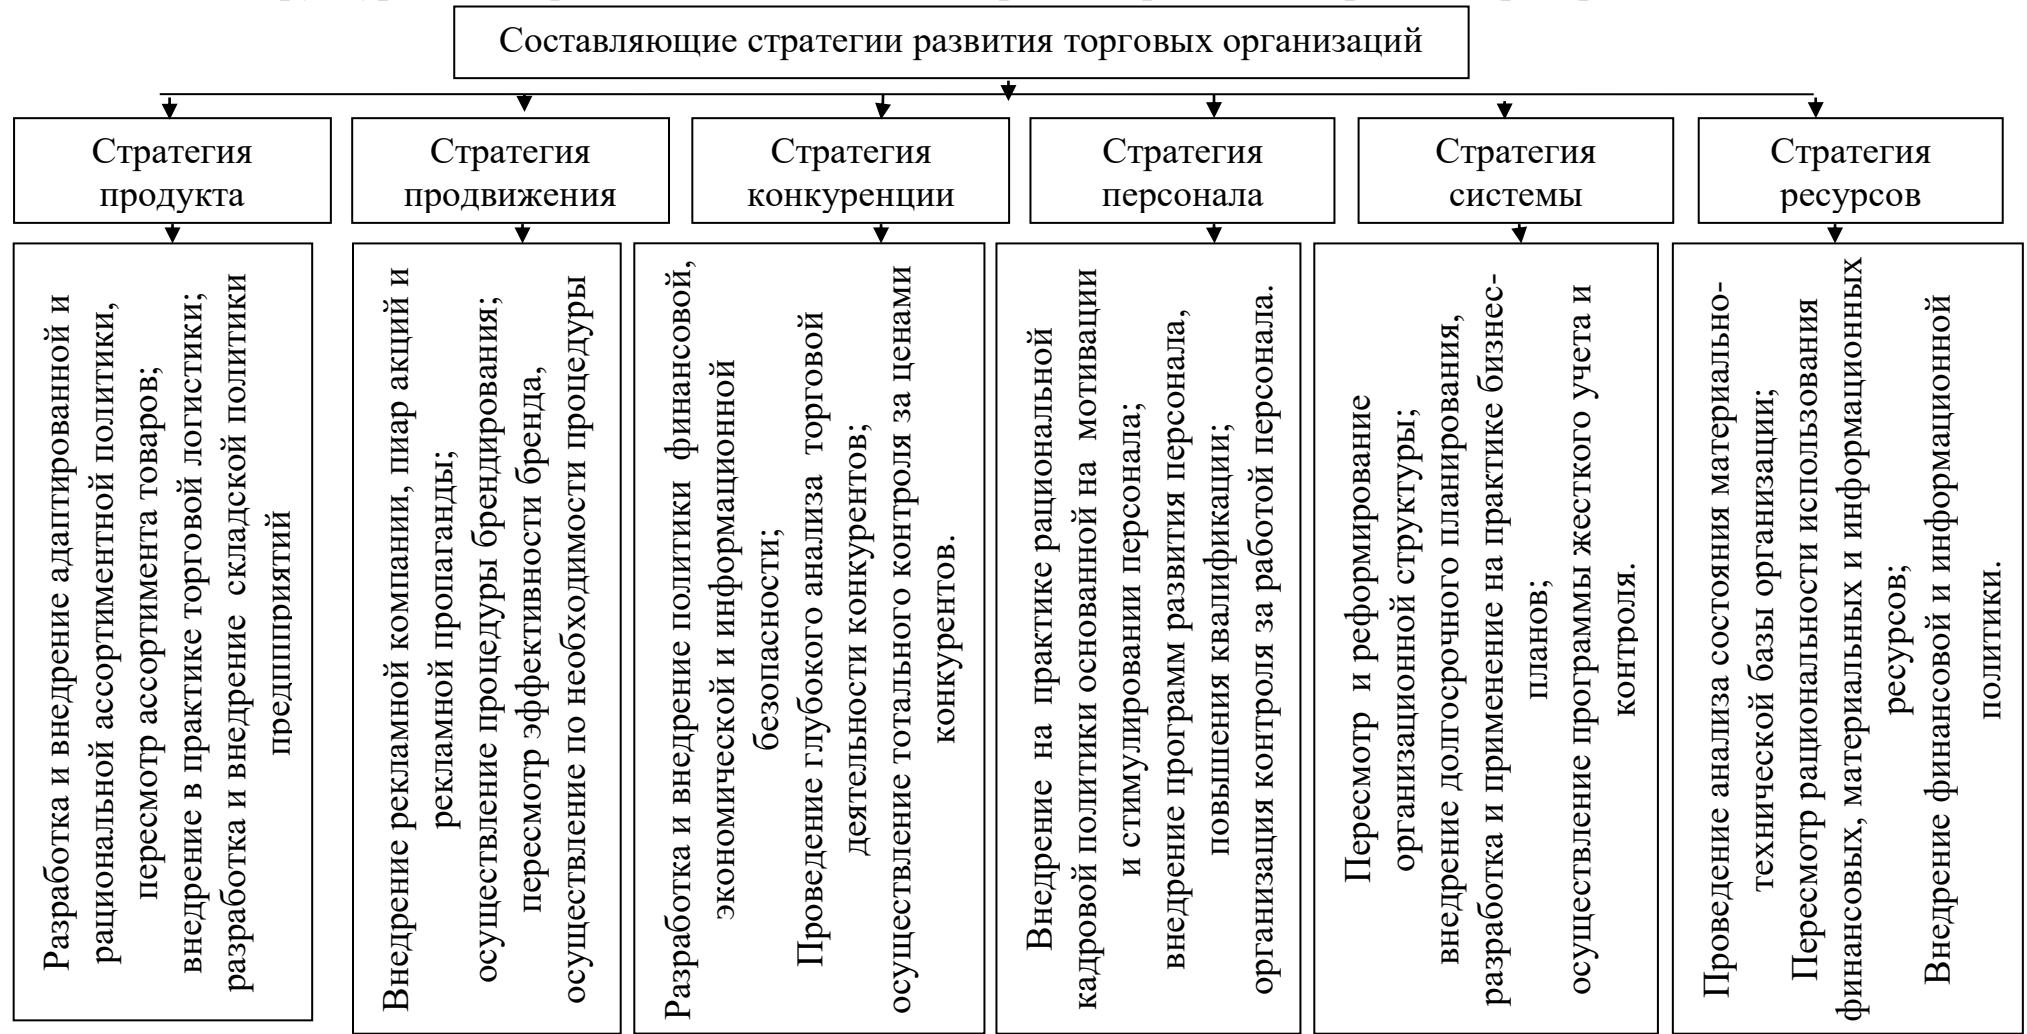 Составляющие стратегии развития торговых организаций
Стратегия
продукта
Стратегия
продвижения
Стратегия
конкуренции
Стратегия
персонала
Стратегия
системы
Стратегия
ресурсов
Разработка и внедрение адаптированной и
рациональной ассортиментной политики,
пересмотр ассортимента товаров;
внедрение в практике торговой логистики;
разработка и внедрение складской политики
предпприятий
Внедрение рекламной компании, пиар акций и
рекламной пропаганды;
осуществление процедуры брендирования;
пересмотр эффективности бренда,
осуществление по необходимости процедуры
Разработка и внедрение политики финансовой,
экономической и информационной
безопасности;
Проведение глубокого анализа торговой
деятельности конкурентов;
осуществление тотального контроля за ценами
конкурентов.
Внедрение на практике рациональной
кадровой политики основанной на мотивации
и стимулировании персонала;
внедрение программ развития персонала,
повышения квалификации;
организация контроля за работой персонала.
Пересмотр и реформирование
организационной структуры;
внедрение долгосрочного планирования,
разработка и применение на практике бизнес-
планов;
осуществление программы жесткого учета и
контроля.
Проведение анализа состояния материально-
технической базы организации;
Пересмотр рациональности использования
финансовых, материальных и информационных
ресурсов;
Внедрение финансовой и информационной
политики.